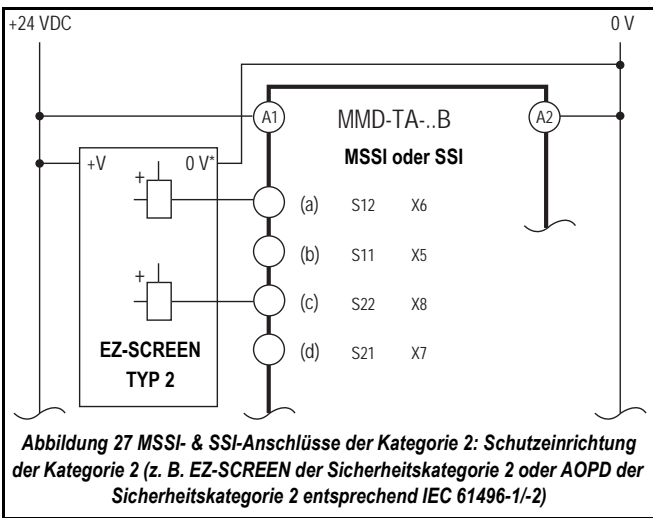 +24 VDC
0 V
A1
MMD-TA-..B
A2
MSSI oder SSI
+V
0 V*
+
(a) S12 X6
(b) S11 X5
+
(c) S22 X8
(d) S21 X7
EZ-SCREEN
TYP 2
Abbildung 27 MSSI- & SSI-Anschlüsse der Kategorie 2: Schutzeinrichtung
der Kategorie 2 (z. B. EZ-SCREEN der Sicherheitskategorie 2 oder AOPD der
Sicherheitskategorie 2 entsprechend IEC 61496-1/-2)